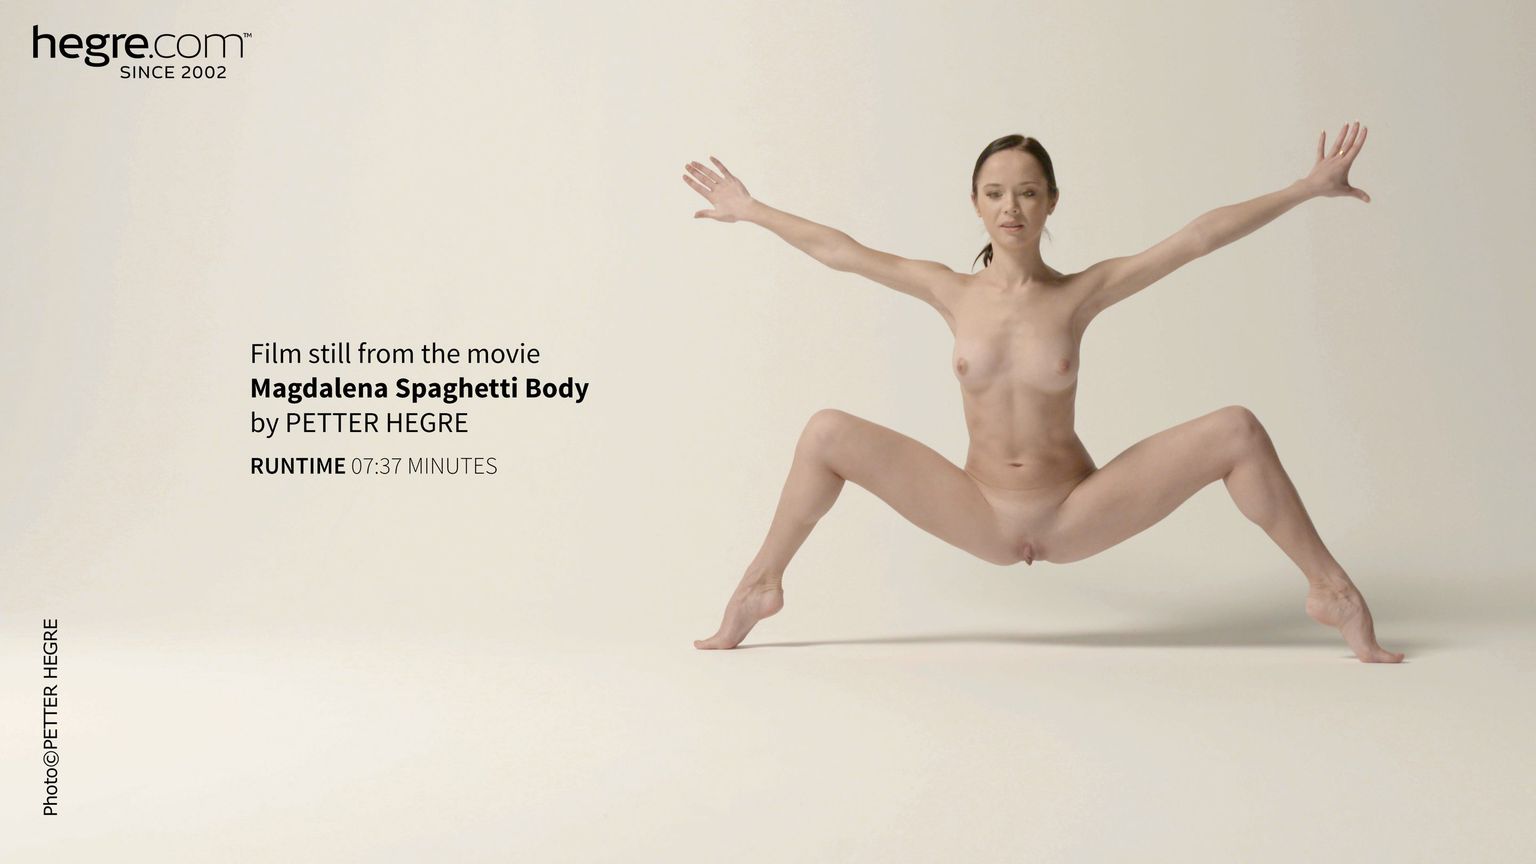 hegre.com™
SINCE 2002
Film still from the movie
Magdalena Spaghetti Body
by PETTER HEGRE
RUNTIME 07:37 MINUTES
Photo©PETTER HEGRE